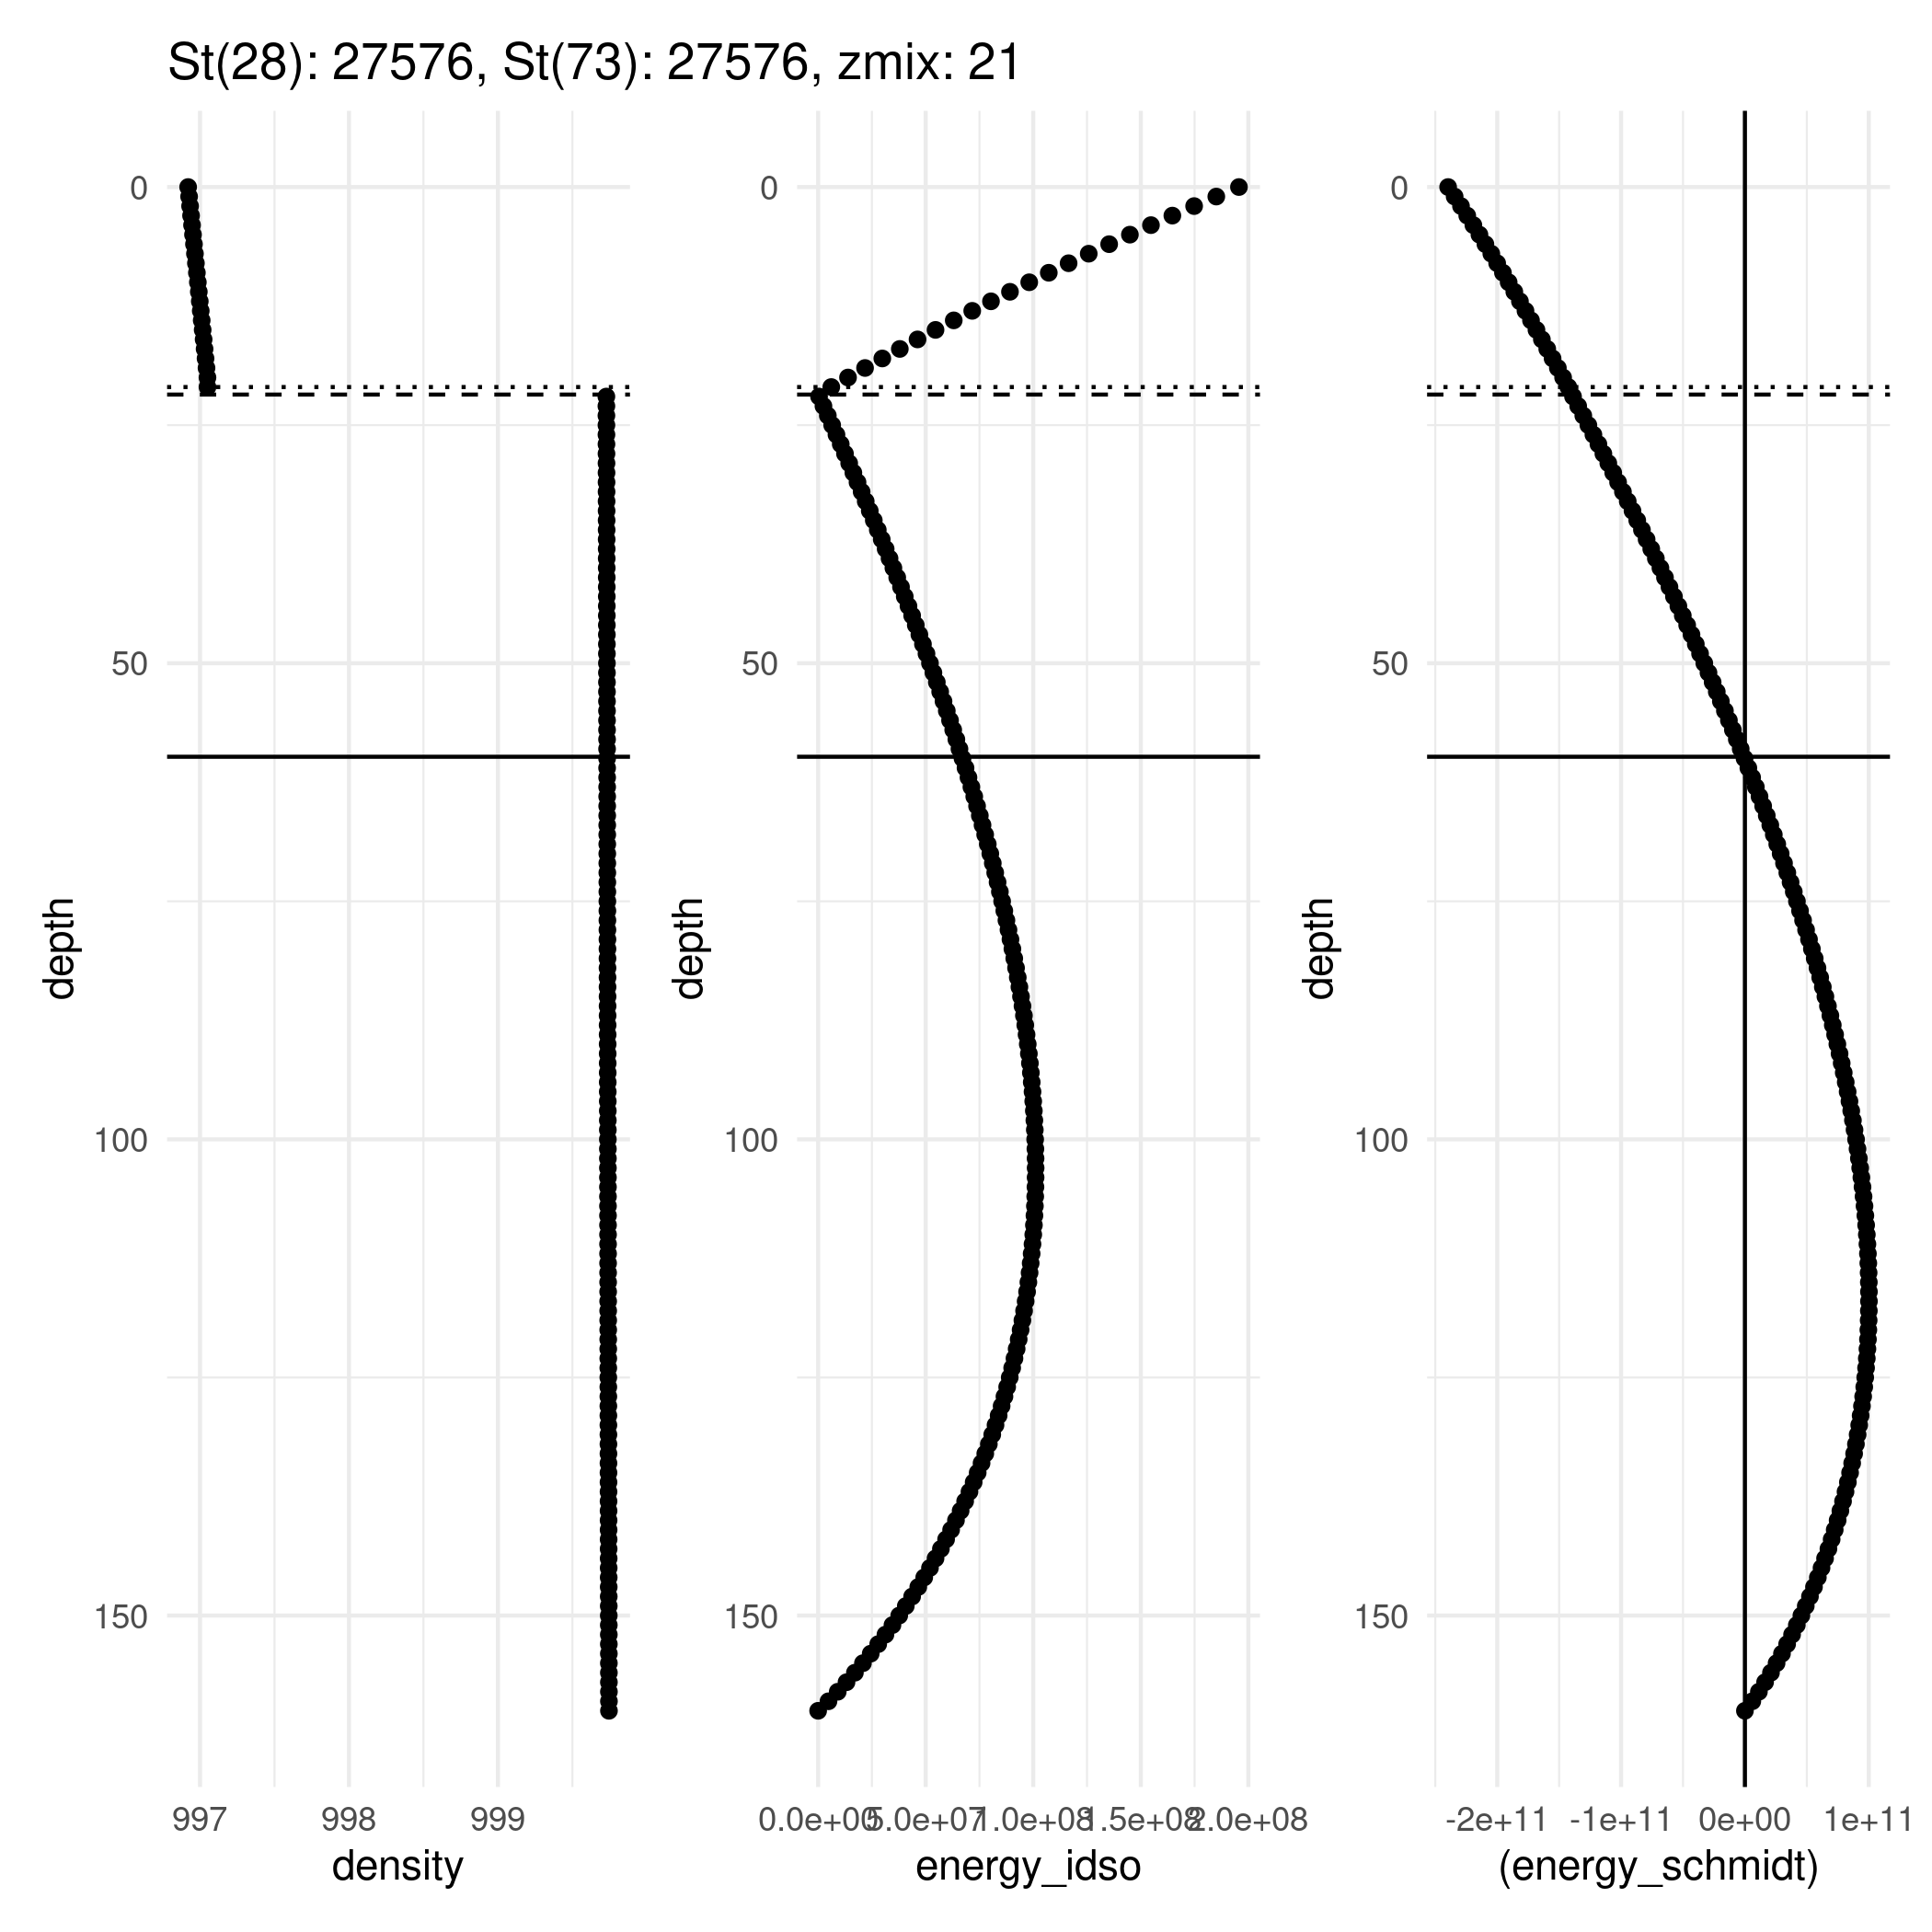 St(28): 27576, St(73): 27576, zmix: 21
0
50
100
150
depth
997 998 999
density
0
50
100
150
depth
0.0e+00 5.0e+07 1.0e+08 1.5e+08 2.0e+08
energy_idso
0
50
100
150
depth
-2e+11 -1e+11 0e+00 1e+11
(energy_schmidt)